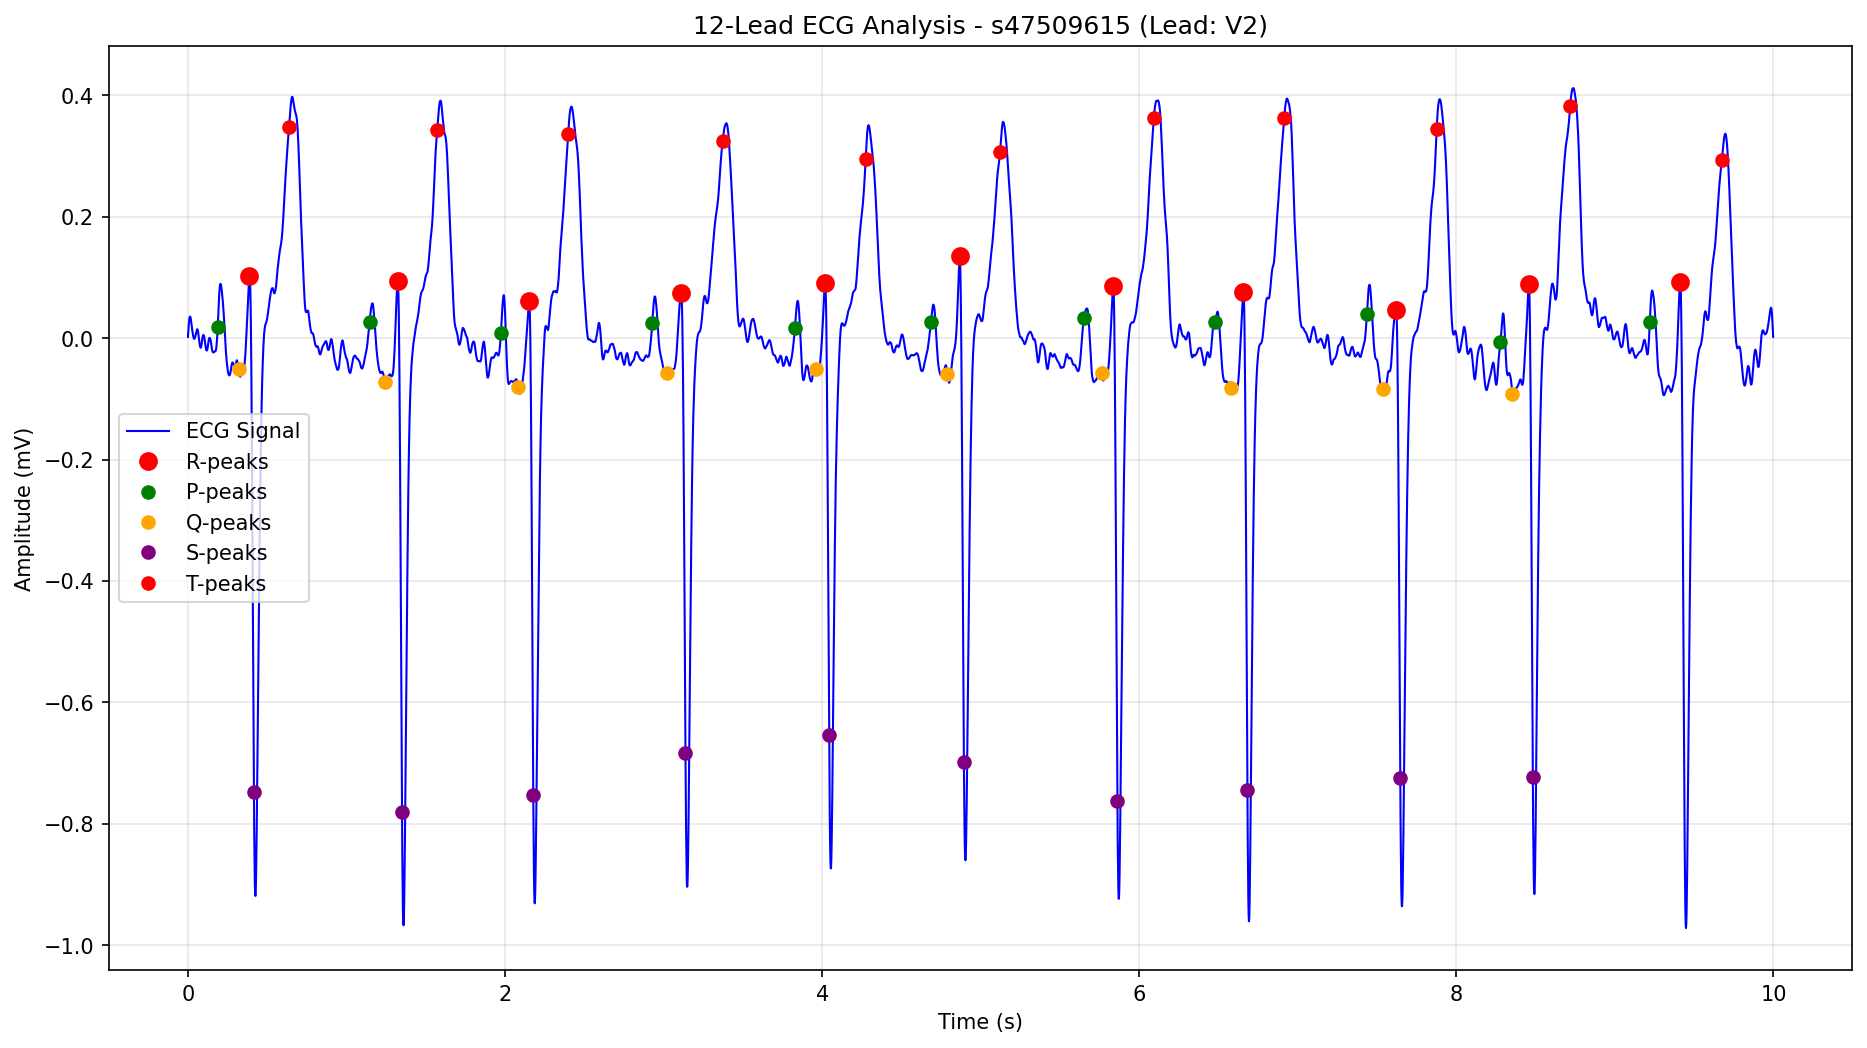 12-Lead ECG Analysis - s47509615 (Lead: V2)
Amplitude (mV)
0.4
0.2
0.0
−0.2
−0.4
−0.6
−0.8
−1.0
ECG Signal
R-peaks
P-peaks
Q-peaks
S-peaks
T-peaks
0 2 4 6 8 10
Time (s)